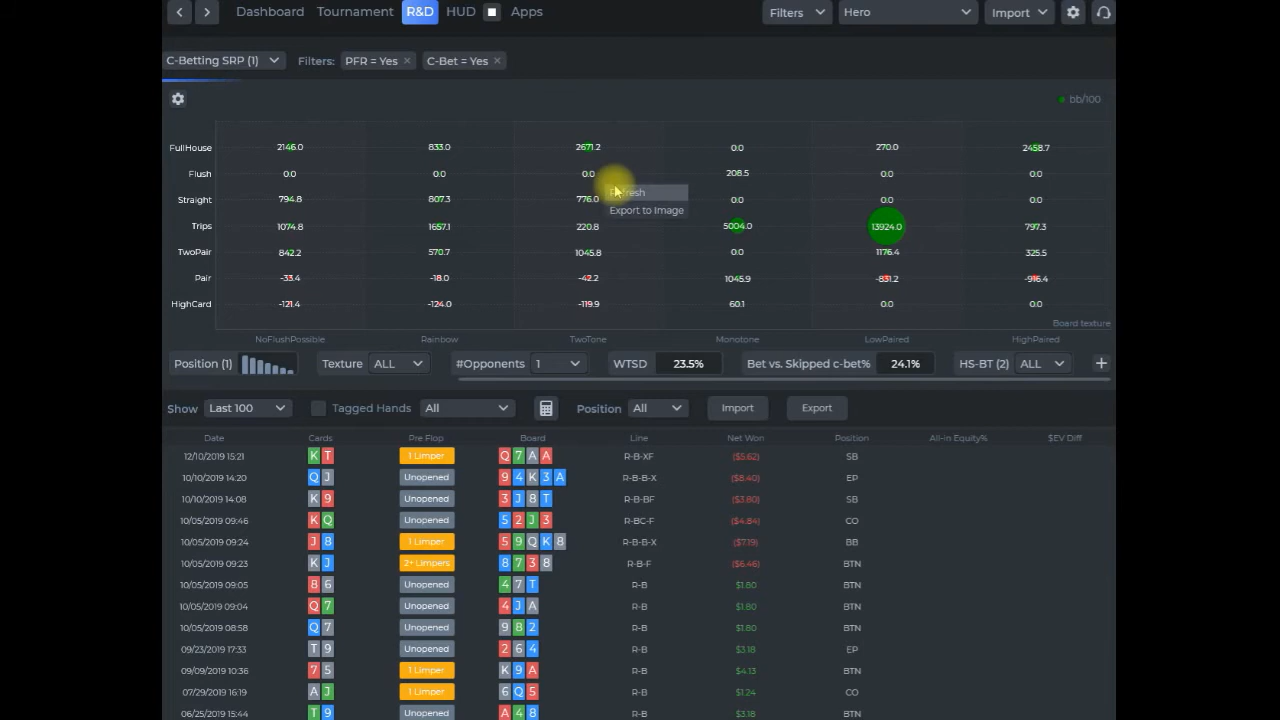 Dashboard Tournament R&D HUD Apps Filters Hero Import
C-Betting SRP (1) Filters: PFR = Yes × C-Bet = Yes ×
bb/100
FullHouse 2146.0 833.0 2671.2 0.0 270.0 2458.7
Flush 0.0 0.0 0.0 208.5 0.0 0.0
Straight 794.8 807.3 776.0 0.0 0.0 0.0
Export to Image
Trips 1074.8 1657.1 220.8 5004.0 13924.0 797.3
TwoPair 842.2 570.7 1045.8 0.0 1176.4 325.5
Pair -33.4 -18.0 -42.2 1045.9 -831.2 -916.4
HighCard -121.4 -124.0 -119.9 60.1 0.0 0.0
Board texture
NoFlushPossible Rainbow TwoTone Monotone LowPaired HighPaired
Position (1) Texture ALL #Opponents 1 WTSD 23.5% Bet vs. Skipped c-bet% 24.1% HS-BT (2) ALL +
Show Last 100 Tagged Hands All Position All Import Export
Date Cards Pre Flop Board Line Net Won Position All-in Equity% $EV Diff
12/10/2019 15:21 K T 1 Limper Q 7 A A R-B-XF ($5.62) SB
10/10/2019 14:20 Q J Unopened 9 4 K 3 A R-B-B-X ($8.40) EP
10/10/2019 14:08 K 9 Unopened 3 J 8 T R-B-BF ($3.80) SB
10/05/2019 09:46 K Q Unopened 5 2 J 3 R-BC-F ($4.84) CO
10/05/2019 09:24 J 8 1 Limper 5 9 Q K 8 R-B-B-X ($7.19) BB
10/05/2019 09:23 K J 2+ Limpers 8 7 3 8 R-B-F ($6.46) BTN
10/05/2019 09:05 8 6 Unopened 4 7 T R-B $1.80 BTN
10/05/2019 09:04 Q 7 Unopened 4 J A R-B $1.80 BTN
10/05/2019 08:58 Q 7 Unopened 9 8 2 R-B $1.80 BTN
09/23/2019 17:33 T 9 Unopened 2 6 4 R-B $3.18 EP
09/09/2019 10:36 7 5 1 Limper K 9 A R-B $4.13 BTN
07/29/2019 16:19 A J 1 Limper 6 Q 5 R-B $1.24 CO
06/25/2019 15:44 T 9 Unopened A 4 8 R-B $3.18 BTN